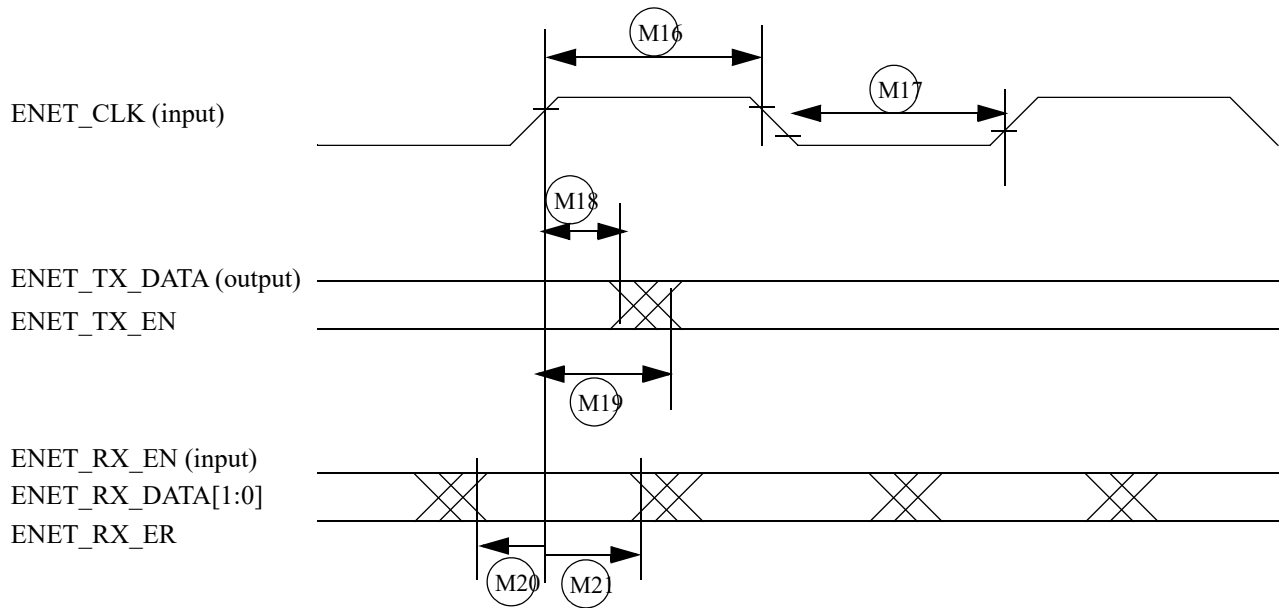 M16
M17
ENET_CLK (input)
M18
ENET_TX_DATA (output)
ENET_TX_EN
M19
ENET_RX_EN (input)
ENET_RX_DATA[1:0]
ENET_RX_ER
M20
M21